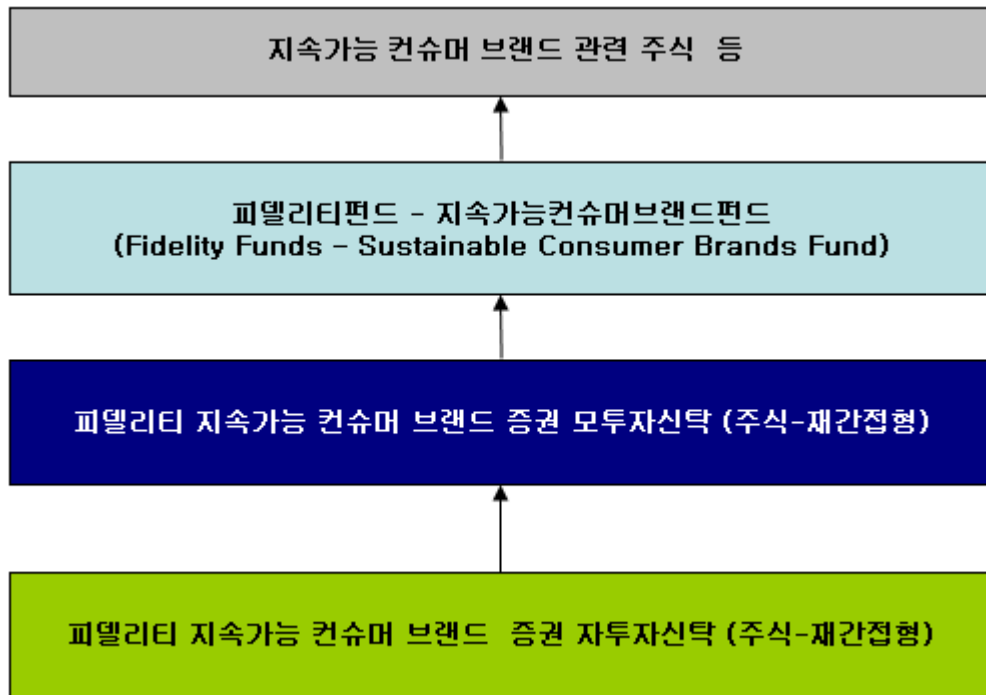 지속가능 컨슈머 브랜드 관련 주식 등
피델리티펀드 - 지속가능컨슈머브랜드펀드
(Fidelity Funds – Sustainable Consumer Brands Fund)
피델리티 지속가능 컨슈머 브랜드 증권 모투자신탁 (주식-재간접형)
피델리티 지속가능 컨슈머 브랜드 증권 자투자신탁 (주식-재간접형)